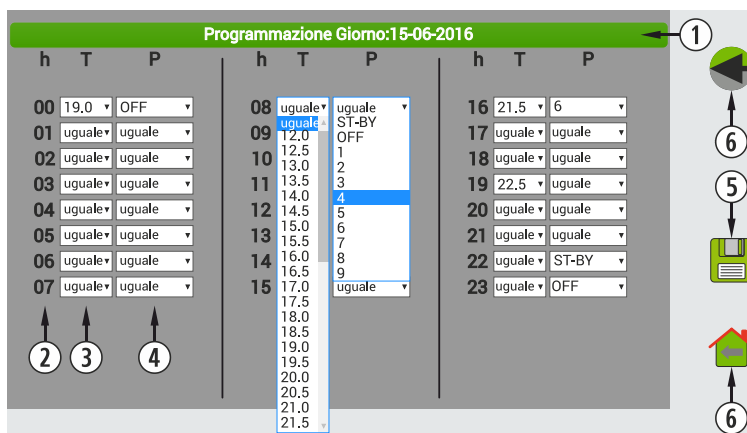 Programmazione Giorno:15-06-2016
1
h T P
00 19.0 OFF
01 uguale uguale
02 uguale uguale
03 uguale uguale
04 uguale uguale
05 uguale uguale
06 uguale uguale
07 uguale uguale
2 3 4
h T P
08 uguale uguale
09
10
11
12
13
14
15 uguale
uguale
12.0
12.5
13.0
13.5
14.0
14.5
15.0
15.5
16.0
16.5
17.0
17.5
18.0
18.5
19.0
19.5
20.0
20.5
21.0
21.5
ST-BY
OFF
1
2
3
4
5
6
7
8
9
h T P
16 21.5 6
17 uguale uguale
18 uguale uguale
19 22.5 uguale
20 uguale uguale
21 uguale uguale
22 uguale ST-BY
23 uguale OFF
6
5
6